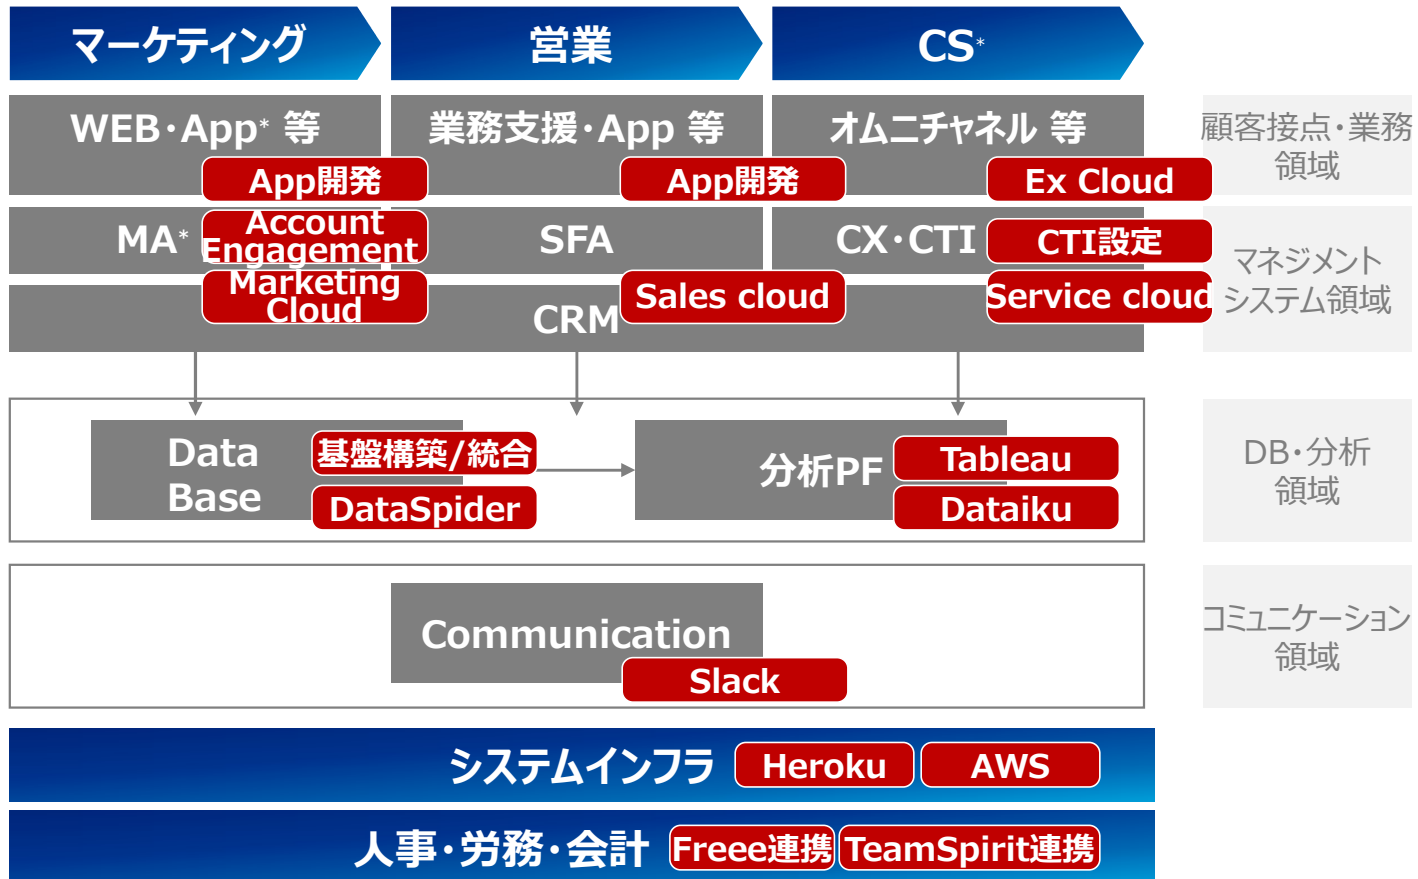 マーケティング
営業
CS*
WEB・App* 等
業務支援・App 等
オムニチャネル 等
顧客接点・業務
領域
App開発
App開発
Ex Cloud
MA*
Account
Engagement
SFA
CX・CTI
CTI設定
マネジメント
システム領域
Marketing
Cloud
CRM
Sales cloud
Service cloud
Data
Base
基盤構築/統合
DataSpider
分析PF
Tableau
Dataiku
DB・分析
領域
Communication
Slack
コミュニケーション
領域
システムインフラ
Heroku
AWS
人事・労務・会計
Freee連携
TeamSpirit連携